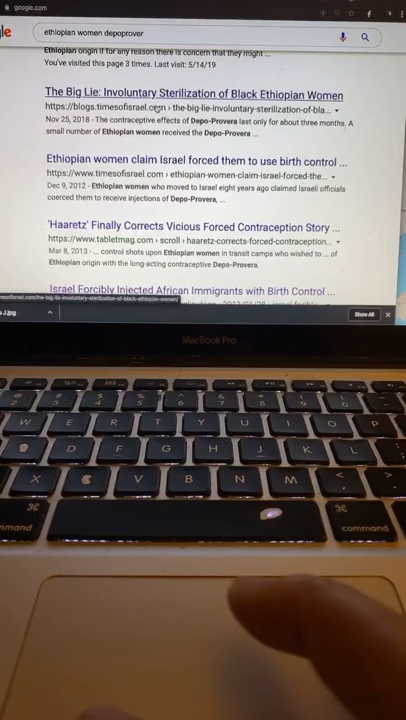 google.com
le
ethiopian women depoprover
Ethiopian origin if for any reason there is concern that they might ...
You've visited this page 3 times. Last visit: 5/14/19
The Big Lie: Involuntary Sterilization of Black Ethiopian Women
https://blogs.timesofisrael.com › the-big-lie-involuntary-sterilization-of-bla...
Nov 25, 2018 - The contraceptive effects of Depo-Provera last only for about three months. A
small number of Ethiopian women received the Depo-Provera ...
Ethiopian women claim Israel forced them to use birth control ...
https://www.timesofisrael.com › ethiopian-women-claim-israel-forced-the...
Dec 9, 2012 - Ethiopian women who moved to Israel eight years ago claimed Israeli officials
coerced them to receive injections of Depo-Provera, ...
'Haaretz' Finally Corrects Vicious Forced Contraception Story ...
https://www.tabletmag.com › scroll › haaretz-corrects-forced-contraception...
Mar 8, 2013 - ... control shots upon Ethiopian women in transit camps who wished to ... of
Ethiopian origin with the long-acting contraceptive Depo-Provera.
Israel Forcibly Injected African Immigrants with Birth Control ...
Show All
MacBook Pro
W E R T Y U I O P
D F G H J K L
X V B N M < >
mmand
command